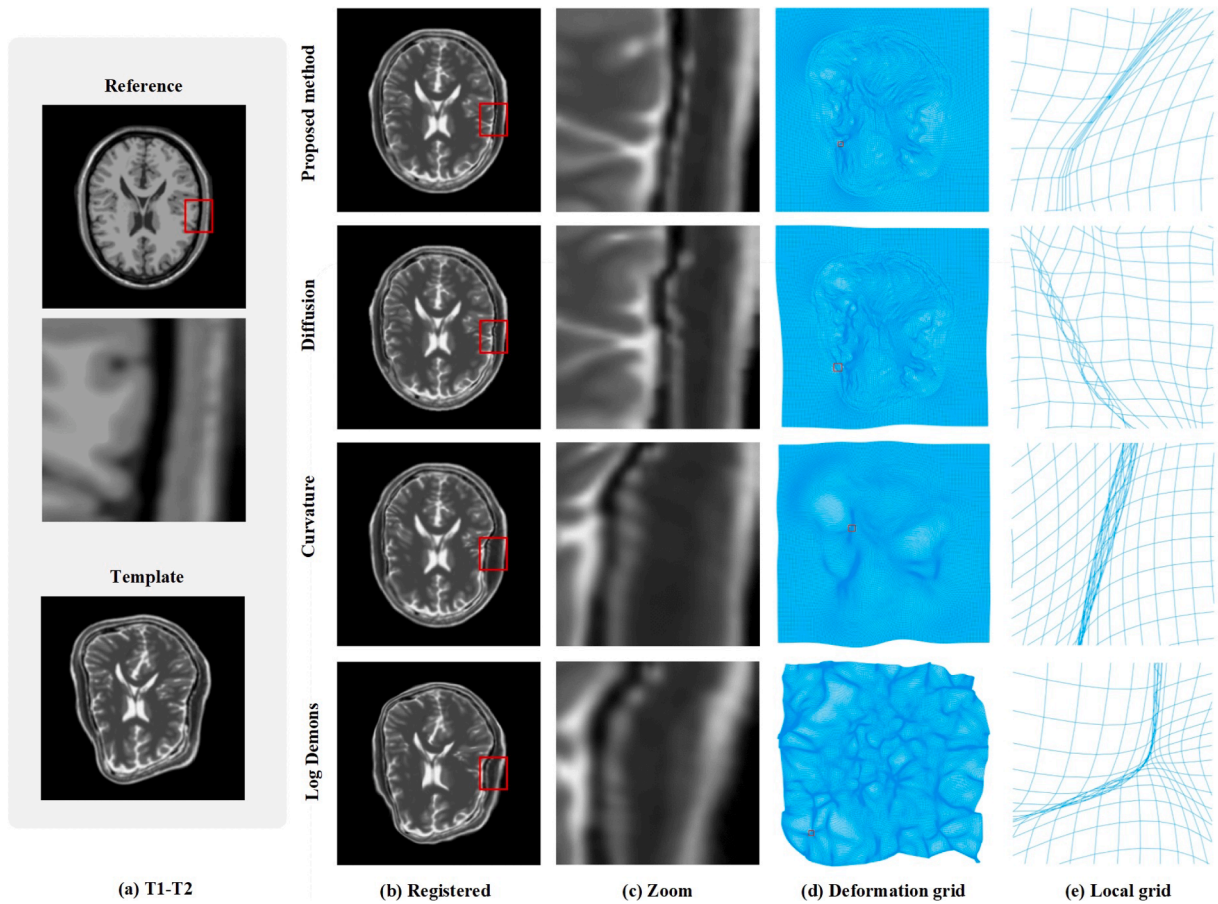 Reference
Template
(a) T1-T2
Proposed method
Diffusion
Curvature
Log Demons
(b) Registered
(c) Zoom
(d) Deformation grid
(e) Local grid